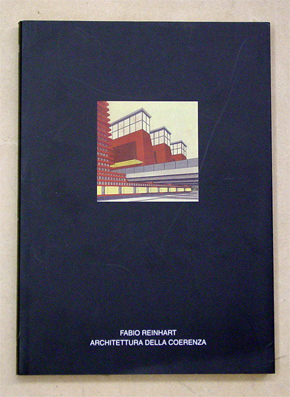 FABIO REINHART
ARCHITETTURA DELLA COERENZA